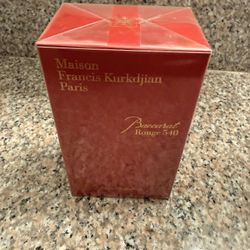 Maison
Francis Kurkdjian
Paris
Baccarat
Rouge 540